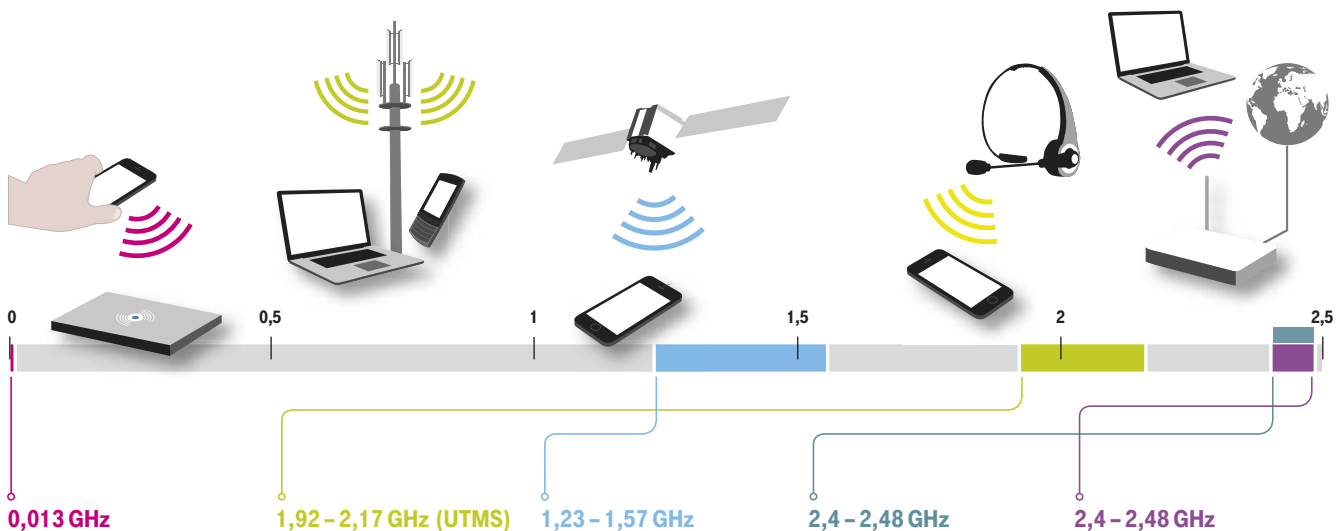 0
0,5
1
1,5
2
2,5
0,013 GHz
1,92 – 2,17 GHz (UTMS)
1,23 – 1,57 GHz
2,4 – 2,48 GHz
2,4 – 2,48 GHz